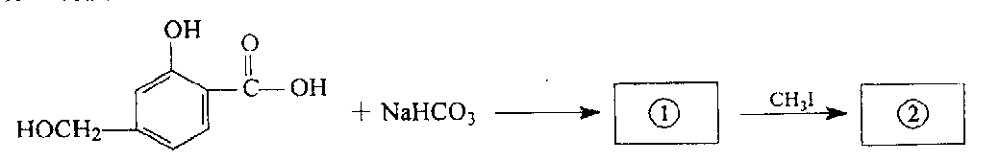 OH
O
C
OH
HOCH₂
+ NaHCO₃
①
CH₃I
②